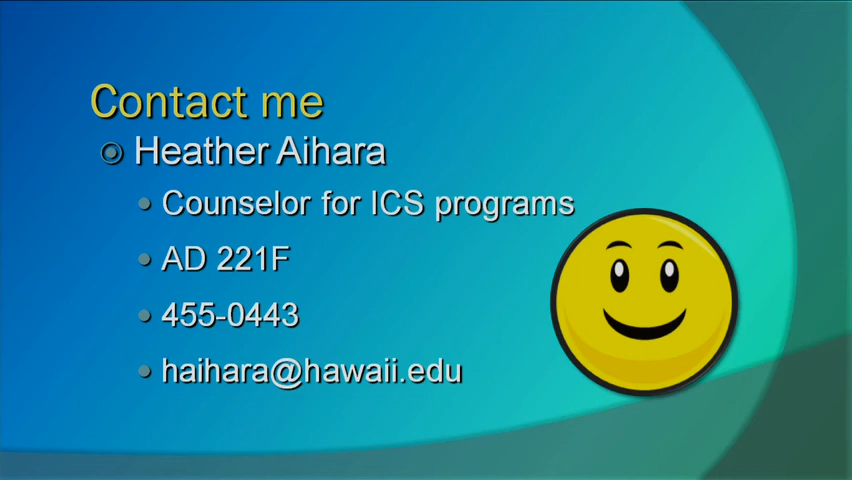 Contact me
Heather Aihara
Counselor for ICS programs
AD 221F
455-0443
haihara@hawaii.edu